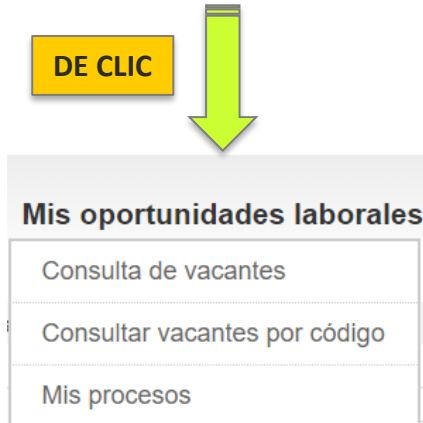 DE CLIC
Mis oportunidades laborales
Consulta de vacantes
Consultar vacantes por código
Mis procesos